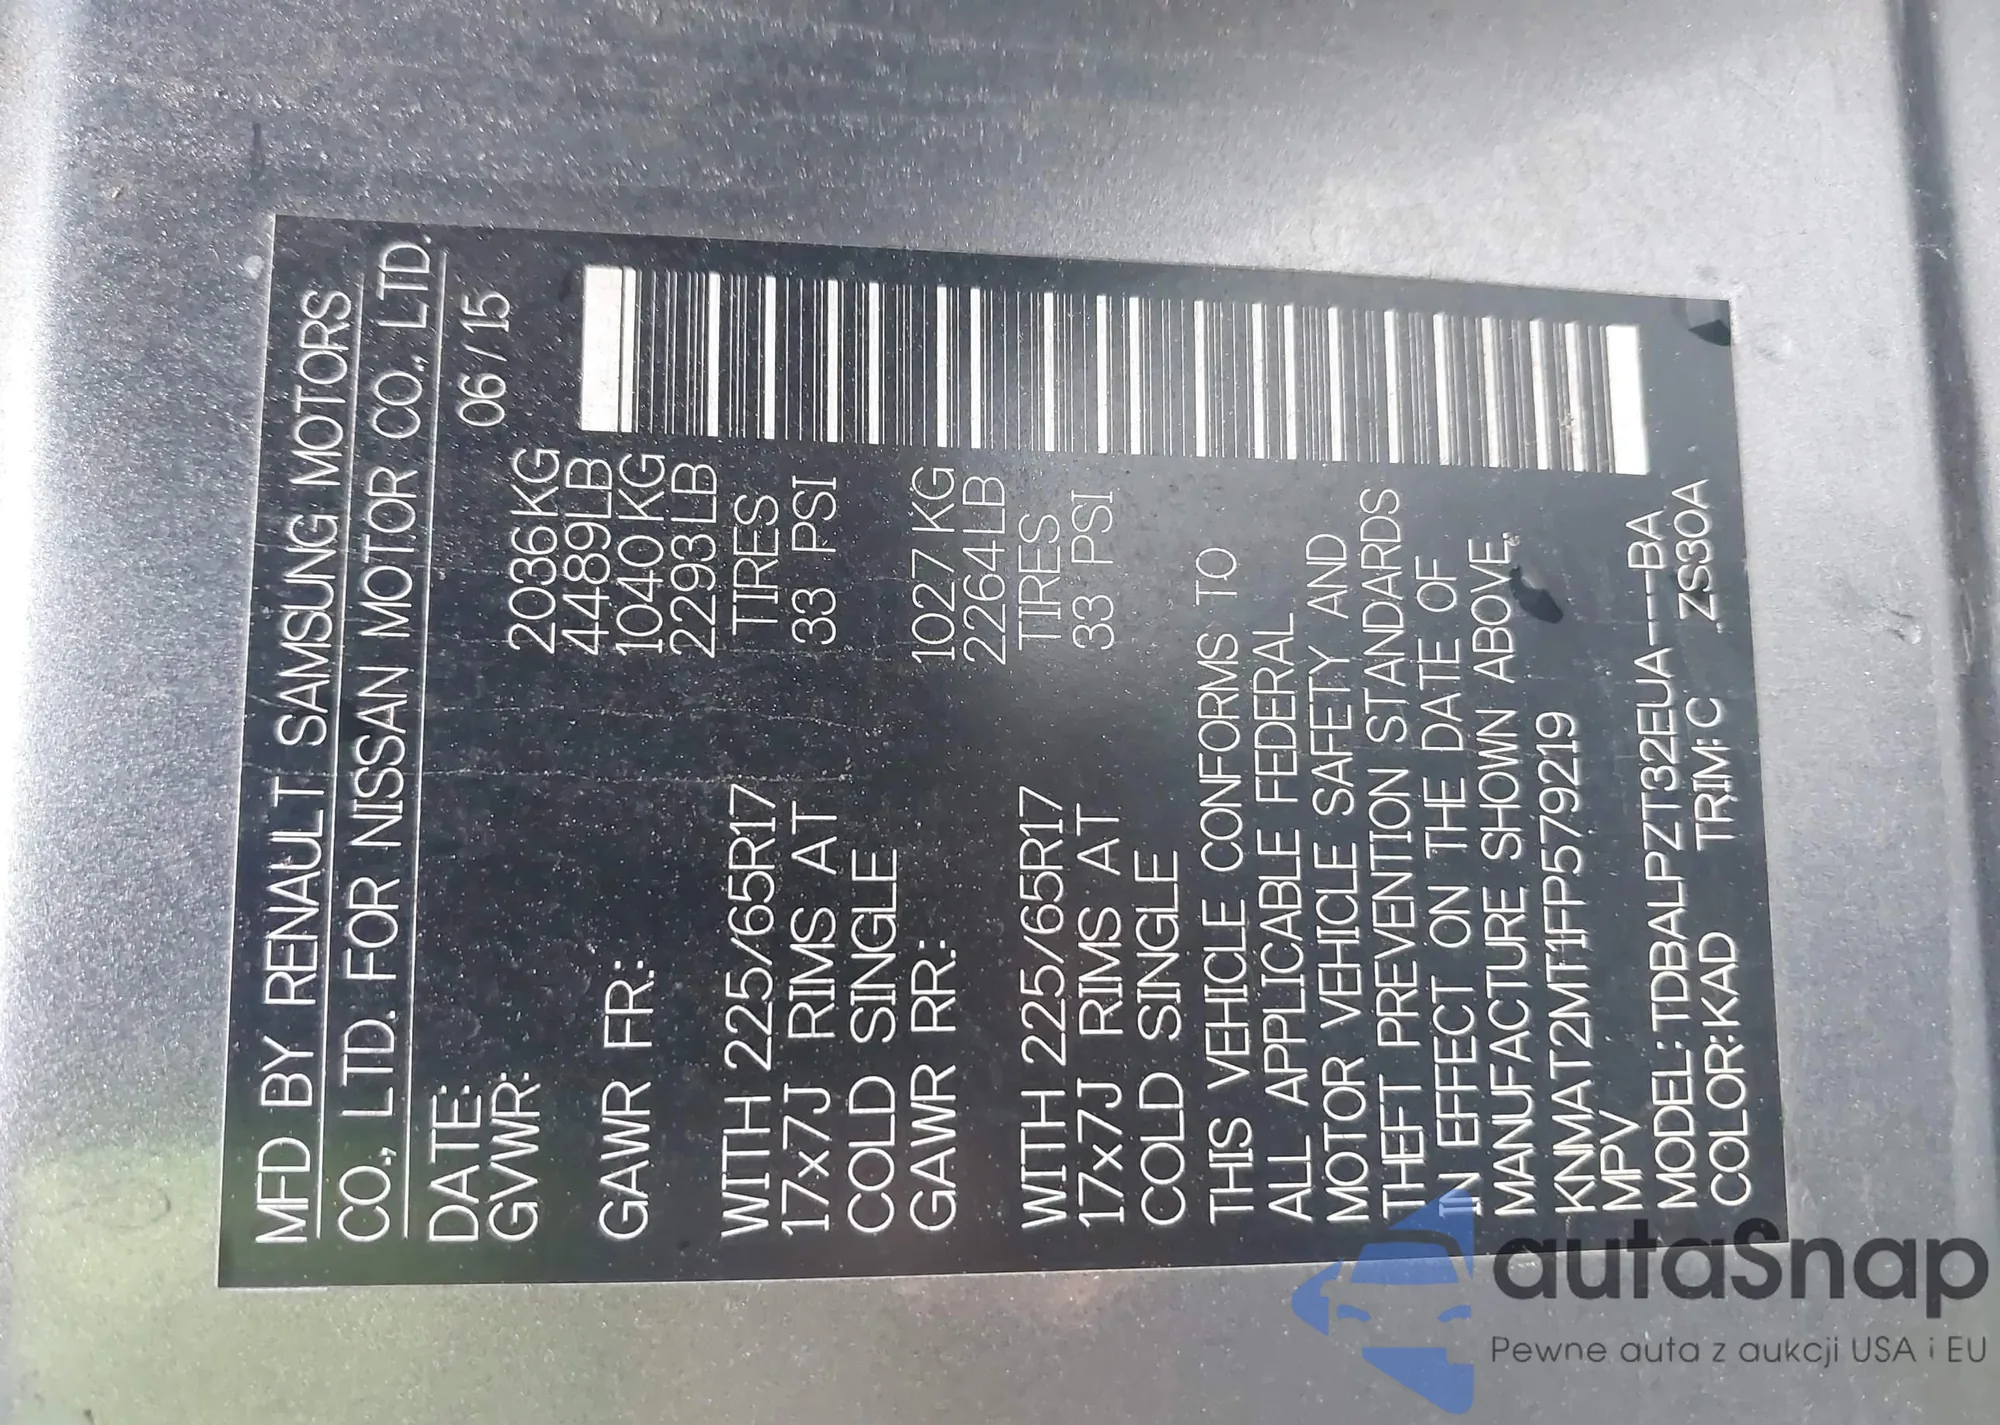 MFD BY RENAULT SAMSUNG MOTORS
CO., LTD. FOR NISSAN MOTOR CO., LTD.
DATE: 06/15
GVWR: 2036KG
4489LB
GAWR FR.: 1040KG
2293LB
WITH 225/65R17 TIRES
17x7J RIMS AT 33 PSI
COLD SINGLE
GAWR RR.: 1027KG
2264LB
WITH 225/65R17 TIRES
17x7J RIMS AT 33 PSI
COLD SINGLE
THIS VEHICLE CONFORMS TO
ALL APPLICABLE FEDERAL
MOTOR VEHICLE SAFETY AND
THEFT PREVENTION STANDARDS
IN EFFECT ON THE DATE OF
MANUFACTURE SHOWN ABOVE.
KNMAT2MT1FP579219
MPV
MODEL:TDBALPZT32EUA----BA
COLOR:KAD TRIM:C ZS30A
autaSnap
Pewne auta z aukcji USA i EU